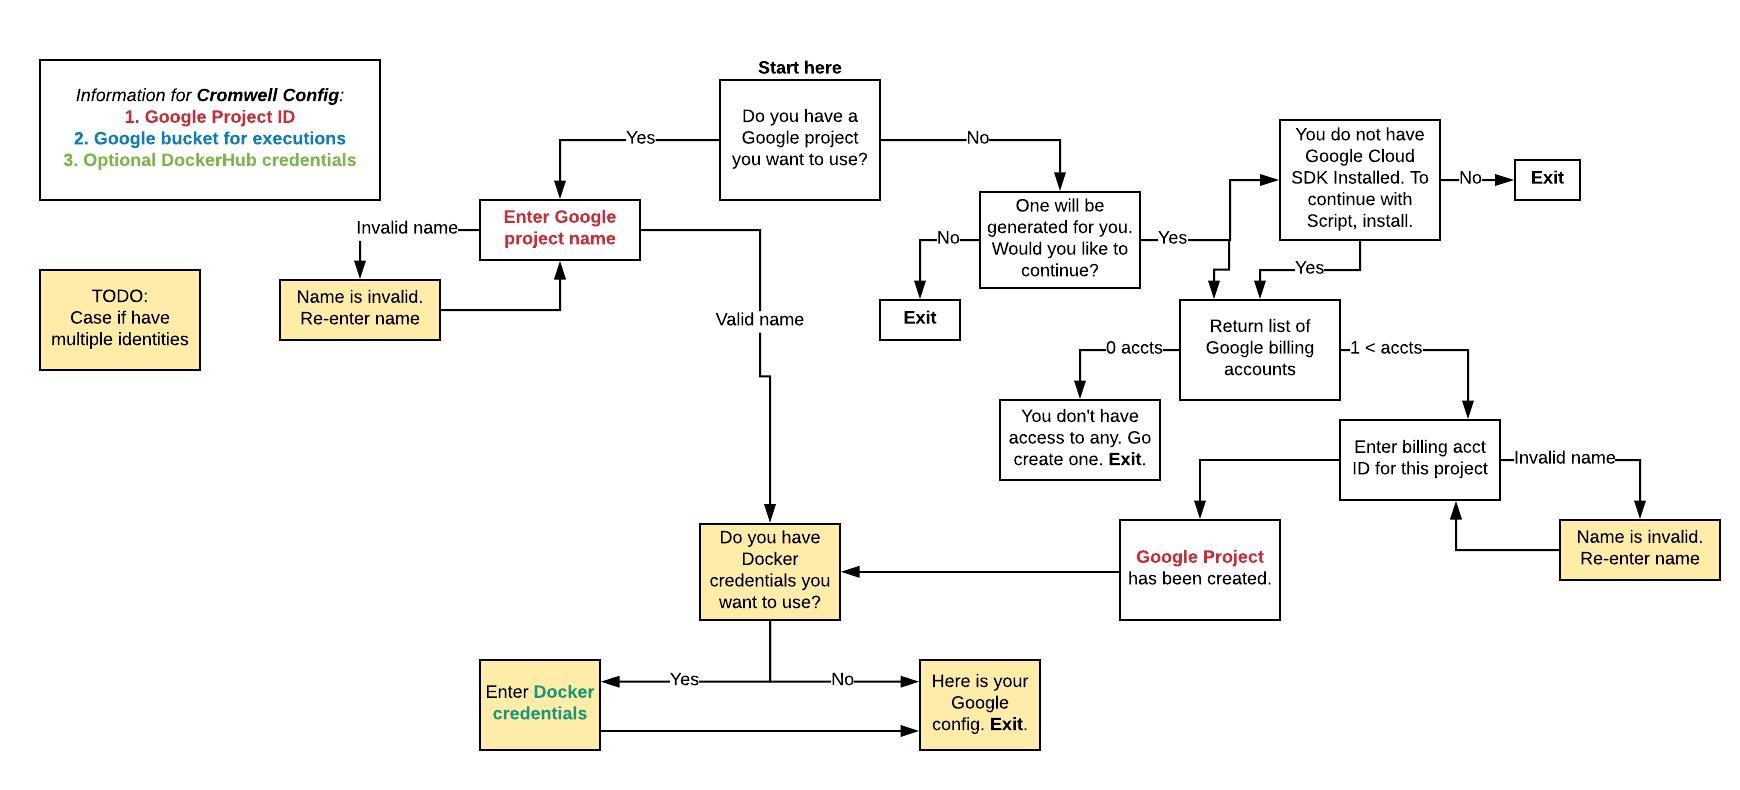 Start here
Information for Cromwell Config:
1. Google Project ID
2. Google bucket for executions
3. Optional DockerHub credentials
Do you have a
Google project
you want to use?
Yes
No
You do not have
Google Cloud
SDK Installed. To
continue with
Script, install.
No
Exit
Enter Google
project name
Invalid name
One will be
generated for you.
Would you like to
continue?
No
Yes
Yes
TODO:
Case if have
multiple identities
Name is invalid.
Re-enter name
Valid name
Exit
Return list of
Google billing
accounts
0 accts
1 < accts
You don't have
access to any. Go
create one. Exit.
Enter billing acct
ID for this project
Invalid name
Do you have
Docker
credentials you
want to use?
Google Project
has been created.
Name is invalid.
Re-enter name
Yes
No
Enter Docker
credentials
Here is your
Google
config. Exit.